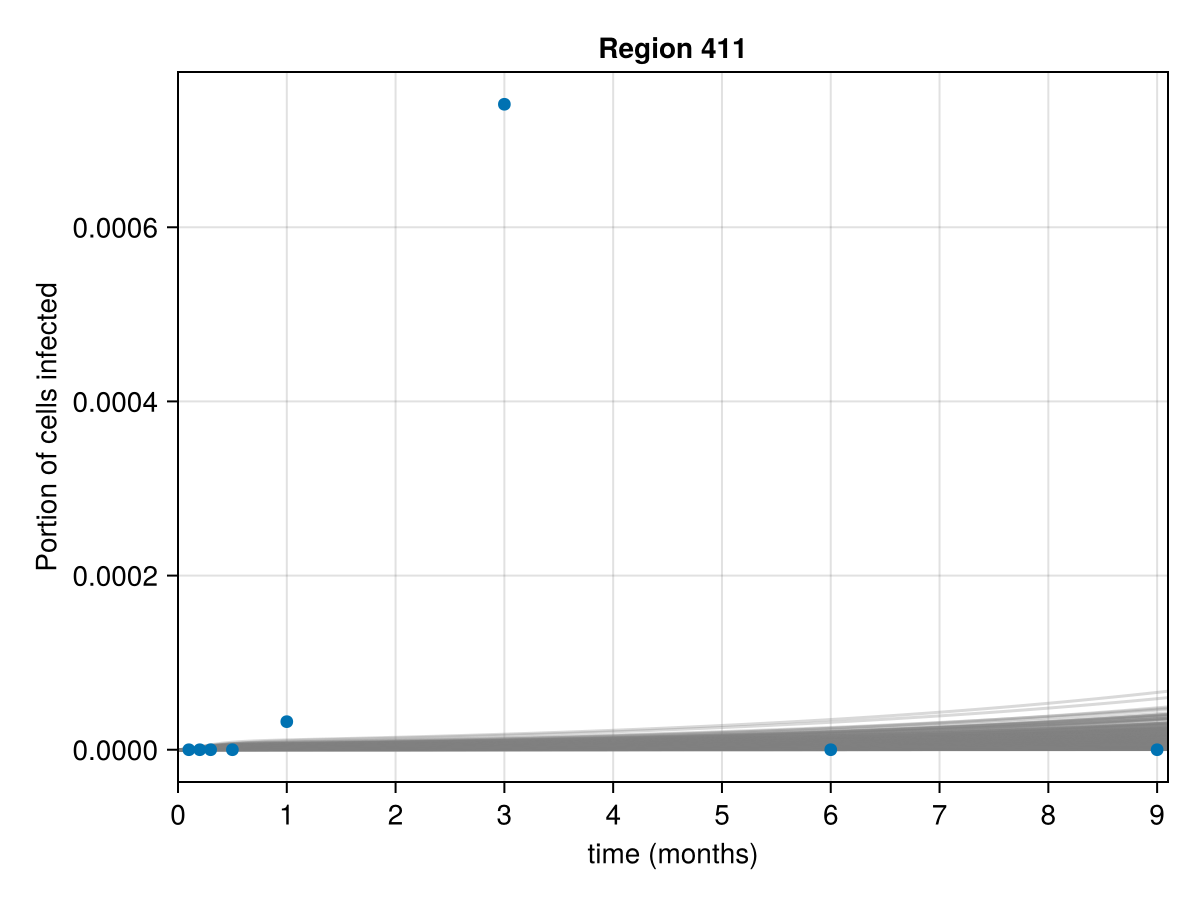 Region 411
Portion of cells infected
0.0006
0.0004
0.0002
0.0000
0 1 2 3 4 5 6 7 8 9
time (months)